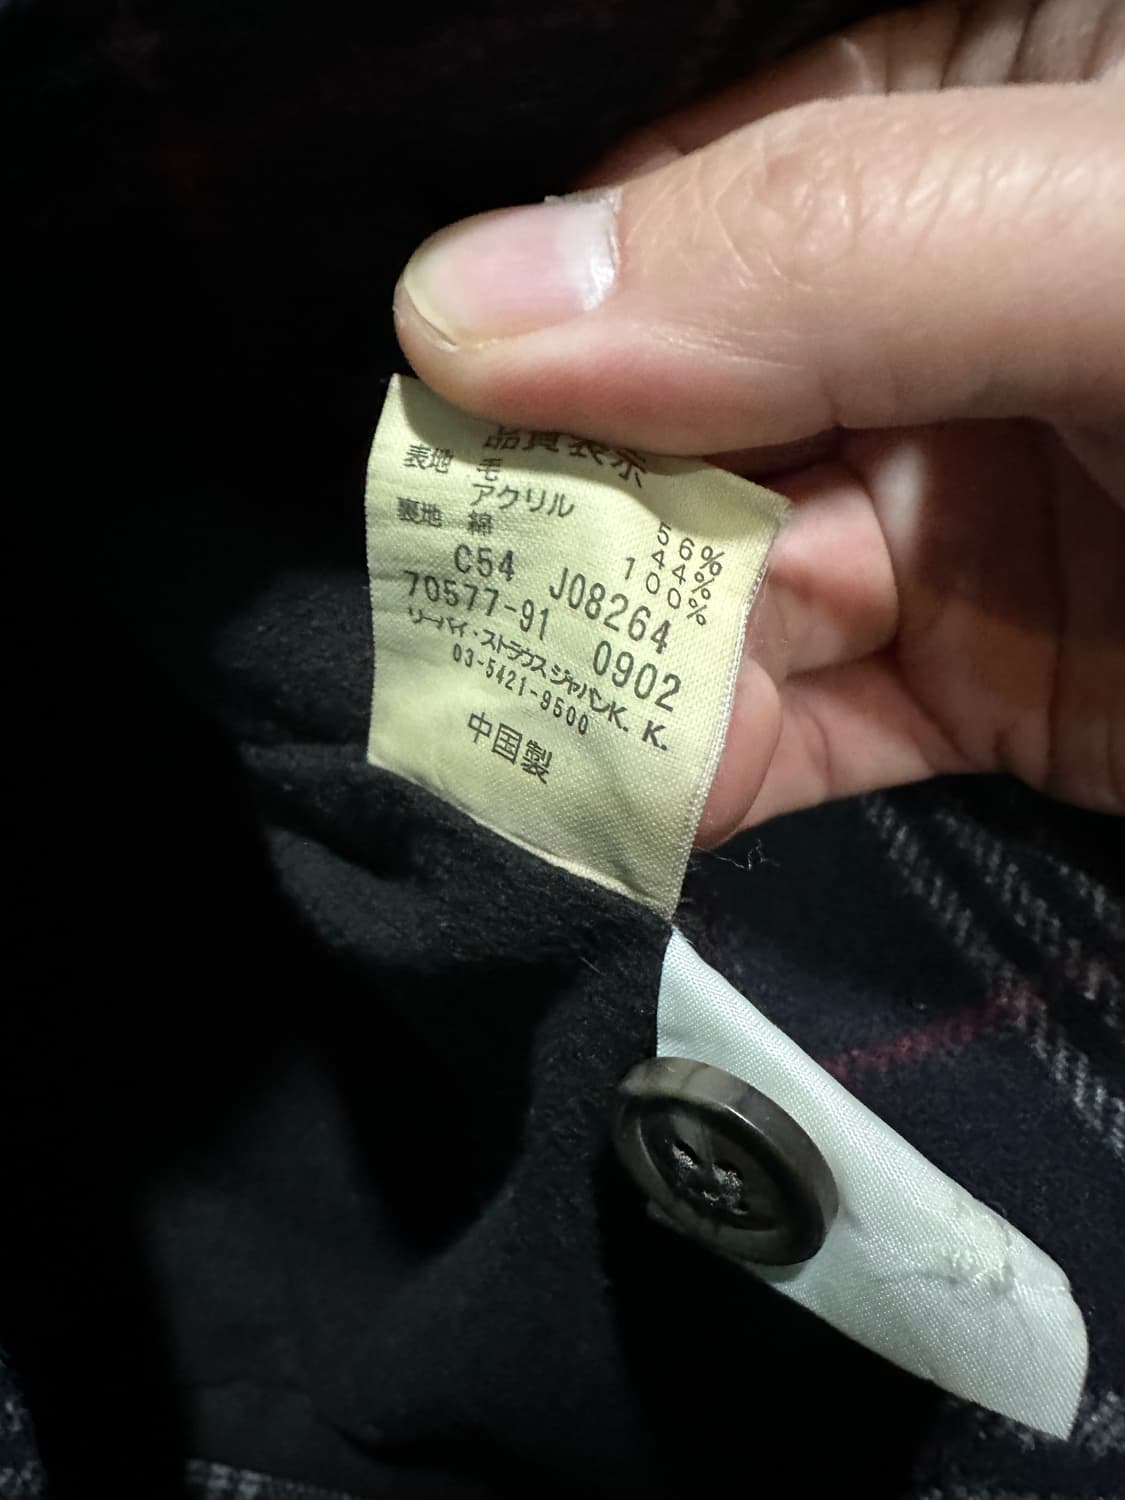 品質表示
表地 毛 56%
アクリル 44%
裏地 綿 100%
C54 J08264
70577-91 0902
リーバイ・ストラウス ジャパンK. K.
03-5421-9500
中国製